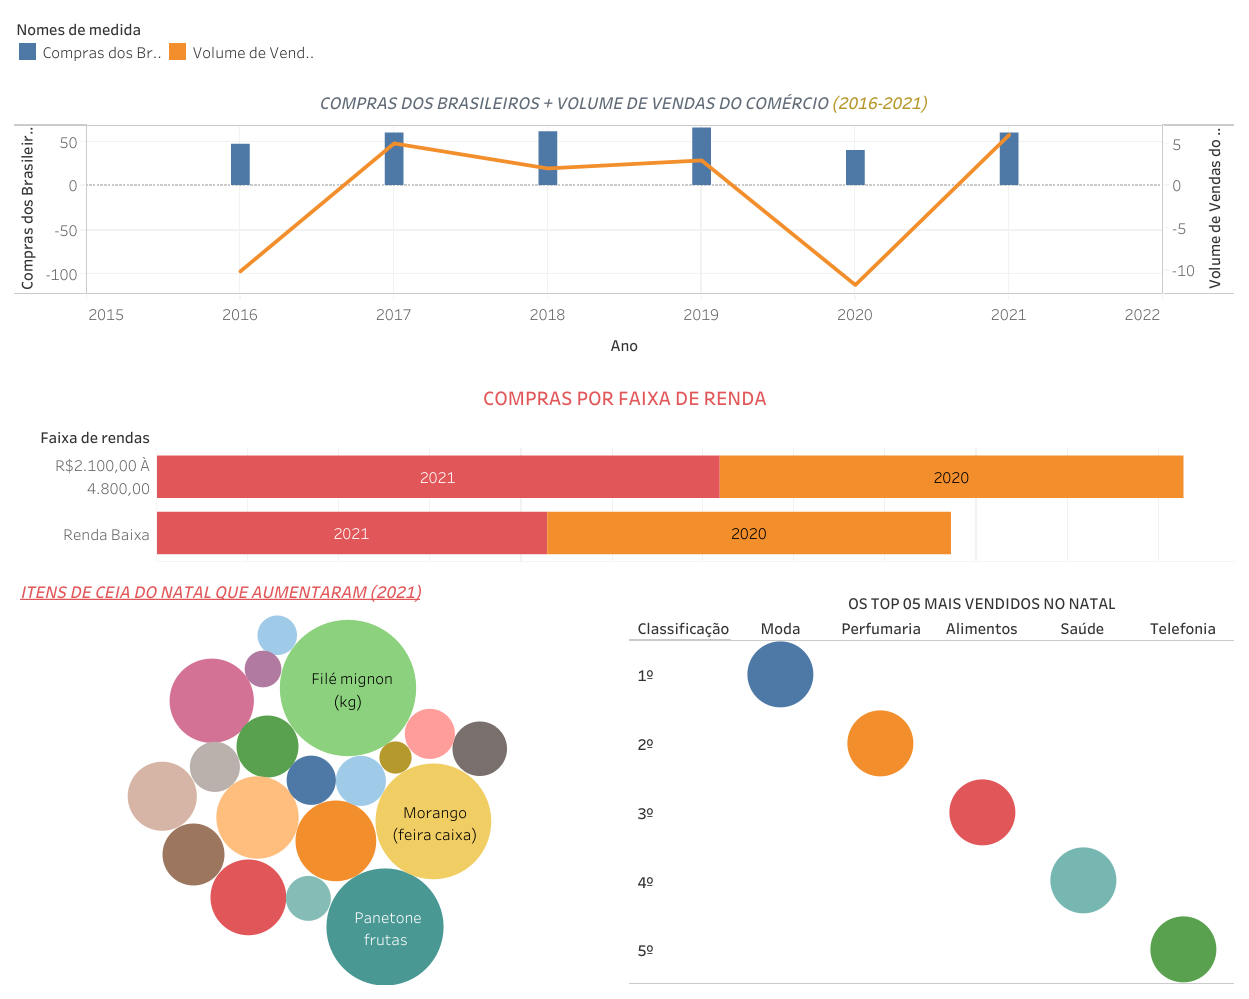 Nomes de medida
Compras dos Br.. Volume de Vend..
COMPRAS DOS BRASILEIROS + VOLUME DE VENDAS DO COMÉRCIO (2016-2021)
Compras dos Brasileir..
50
0
-50
-100
5
0
-5
-10
Volume de Vendas do ..
2015 2016 2017 2018 2019 2020 2021 2022
Ano
COMPRAS POR FAIXA DE RENDA
Faixa de rendas
R$2.100,00 À
4.800,00
2021 2020
Renda Baixa 2021 2020
ITENS DE CEIA DO NATAL QUE AUMENTARAM (2021)
Filé mignon
(kg)
Morango
(feira caixa)
Panetone
frutas
OS TOP 05 MAIS VENDIDOS NO NATAL
Classificação Moda Perfumaria Alimentos Saúde Telefonia
1º
2º
3º
4º
5º